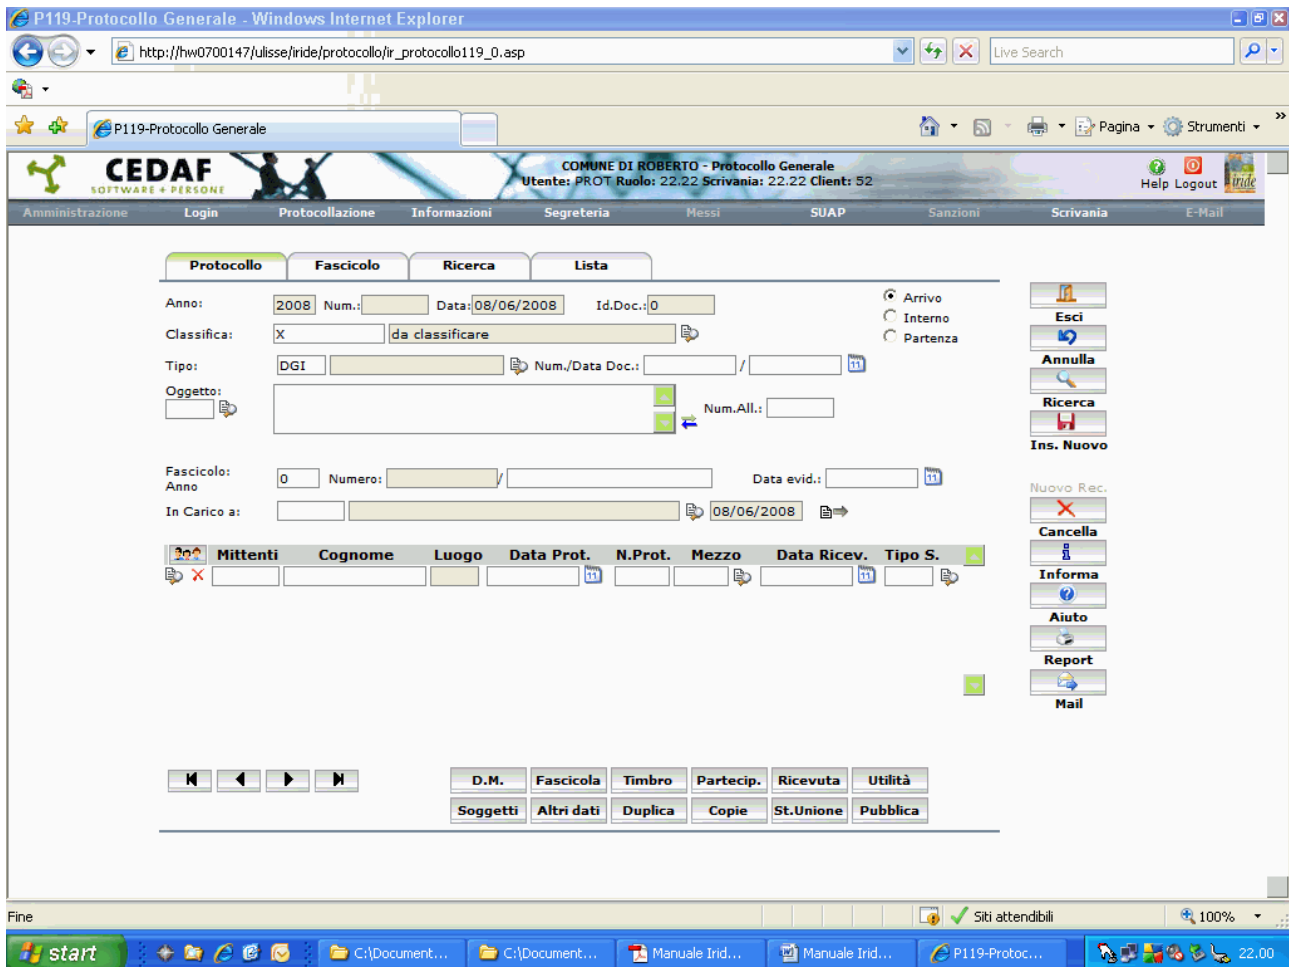 P119-Protocollo Generale - Windows Internet Explorer
http://hw0700147/ulisse/iride/protocollo/ir_protocollo119_0.asp
Live Search
P119-Protocollo Generale
Pagina
Strumenti
»
CEDAF
SOFTWARE + PERSONE
COMUNE DI ROBERTO - Protocollo Generale
Utente: PROT Ruolo: 22.22 Scrivania: 22.22 Client: 52
Help Logout iride
Amministrazione Login Protocollazione Informazioni Segreteria Messi SUAP Sanzioni Scrivania E-Mail
Protocollo Fascicolo Ricerca Lista
Anno: 2008 Num.: Data: 08/06/2008 Id.Doc.: 0
Arrivo
Interno
Partenza
Classifica: X da classificare
Tipo: DGI Num./Data Doc.: / 11
Oggetto:
Num.All.:
Fascicolo:
Anno 0 Numero: / Data evid.: 11
In Carico a: 08/06/2008
Mittenti Cognome Luogo Data Prot. N.Prot. Mezzo Data Ricev. Tipo S.
11 11
Esci
Annulla
Ricerca
Ins. Nuovo
Nuovo Rec.
Cancella
Informa
Aiuto
Report
Mail
D.M. Fascicola Timbro Partecip. Ricevuta Utilità
Soggetti Altri dati Duplica Copie St.Unione Pubblica
Fine
Siti attendibili
100%
start
C:\Document...
C:\Document...
Manuale Irid...
Manuale Irid...
P119-Protoc...
22.00